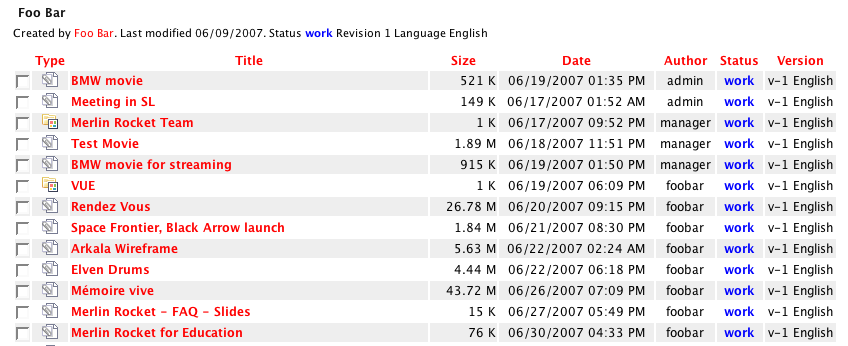 Foo Bar
Created by Foo Bar. Last modified 06/09/2007. Status work Revision 1 Language English
Type Title Size Date Author Status Version
BMW movie 521 K 06/19/2007 01:35 PM admin work v-1 English
Meeting in SL 149 K 06/17/2007 01:52 AM admin work v-1 English
Merlin Rocket Team 1 K 06/17/2007 09:52 PM manager work v-1 English
Test Movie 1.89 M 06/18/2007 11:51 PM manager work v-1 English
BMW movie for streaming 915 K 06/19/2007 01:50 PM manager work v-1 English
VUE 1 K 06/19/2007 06:09 PM foobar work v-1 English
Rendez Vous 26.78 M 06/20/2007 09:15 PM foobar work v-1 English
Space Frontier, Black Arrow launch 1.84 M 06/21/2007 08:30 PM foobar work v-1 English
Arkala Wireframe 5.63 M 06/22/2007 02:24 AM foobar work v-1 English
Elven Drums 4.44 M 06/22/2007 06:18 PM foobar work v-1 English
Mémoire vive 43.72 M 06/26/2007 07:09 PM foobar work v-1 English
Merlin Rocket - FAQ - Slides 15 K 06/27/2007 05:49 PM foobar work v-1 English
Merlin Rocket for Education 76 K 06/30/2007 04:33 PM foobar work v-1 English